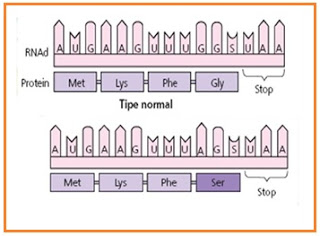 RNAd A U G A A G U U U G G S U A A
Protein Met Lys Phe Gly Stop
Tipe normal
A U G A A G U U U A G S U A A
Met Lys Phe Ser Stop